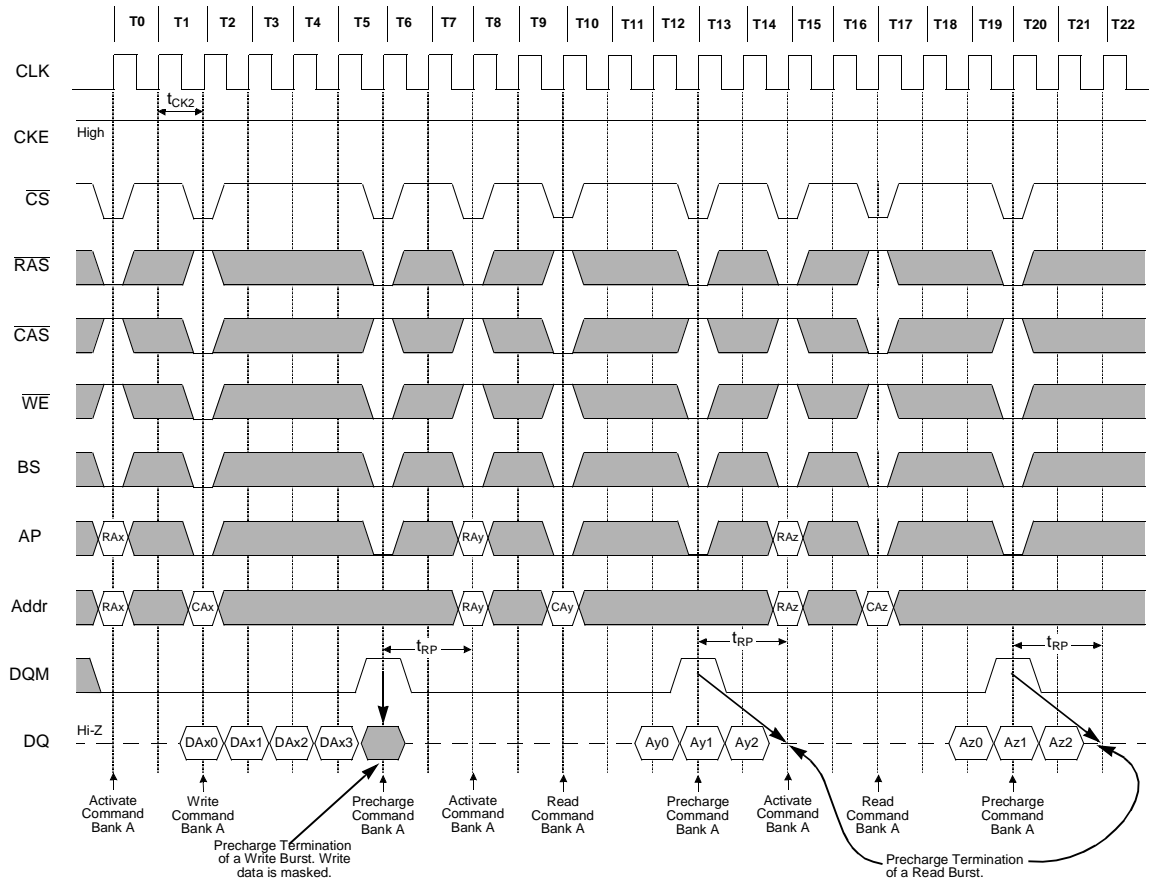 T0 T1 T2 T3 T4 T5 T6 T7 T8 T9 T10 T11 T12 T13 T14 T15 T16 T17 T18 T19 T20 T21 T22
CLK
tCK2
CKE
High
CS
RAS
CAS
WE
BS
AP
RAx RAy RAz
Addr
RAx CAx RAy CAy RAz CAz
tRP tRP tRP
DQM
Hi-Z
DQ
DAx0 DAx1 DAx2 DAx3 Ay0 Ay1 Ay2 Az0 Az1 Az2
Activate Command Bank A
Write Command Bank A
Precharge Command Bank A
Activate Command Bank A
Read Command Bank A
Precharge Command Bank A
Activate Command Bank A
Read Command Bank A
Precharge Command Bank A
Precharge Termination
of a Write Burst. Write
data is masked.
Precharge Termination
of a Read Burst.